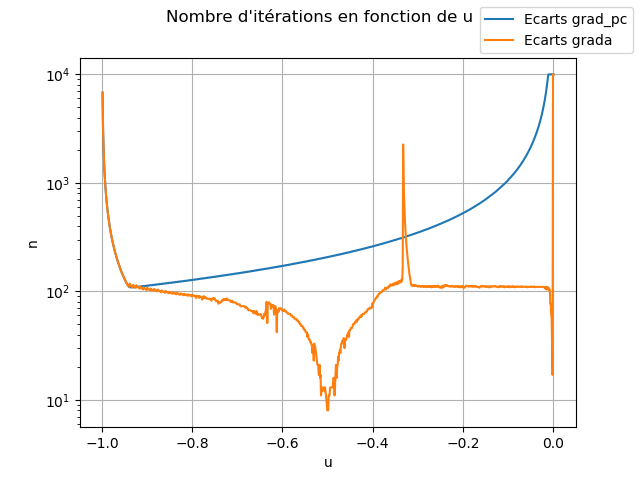 Nombre d'itérations en fonction de u
Ecarts grad_pc
Ecarts grada
10⁴
10³
10²
10¹
n
−1.0 −0.8 −0.6 −0.4 −0.2 0.0
u